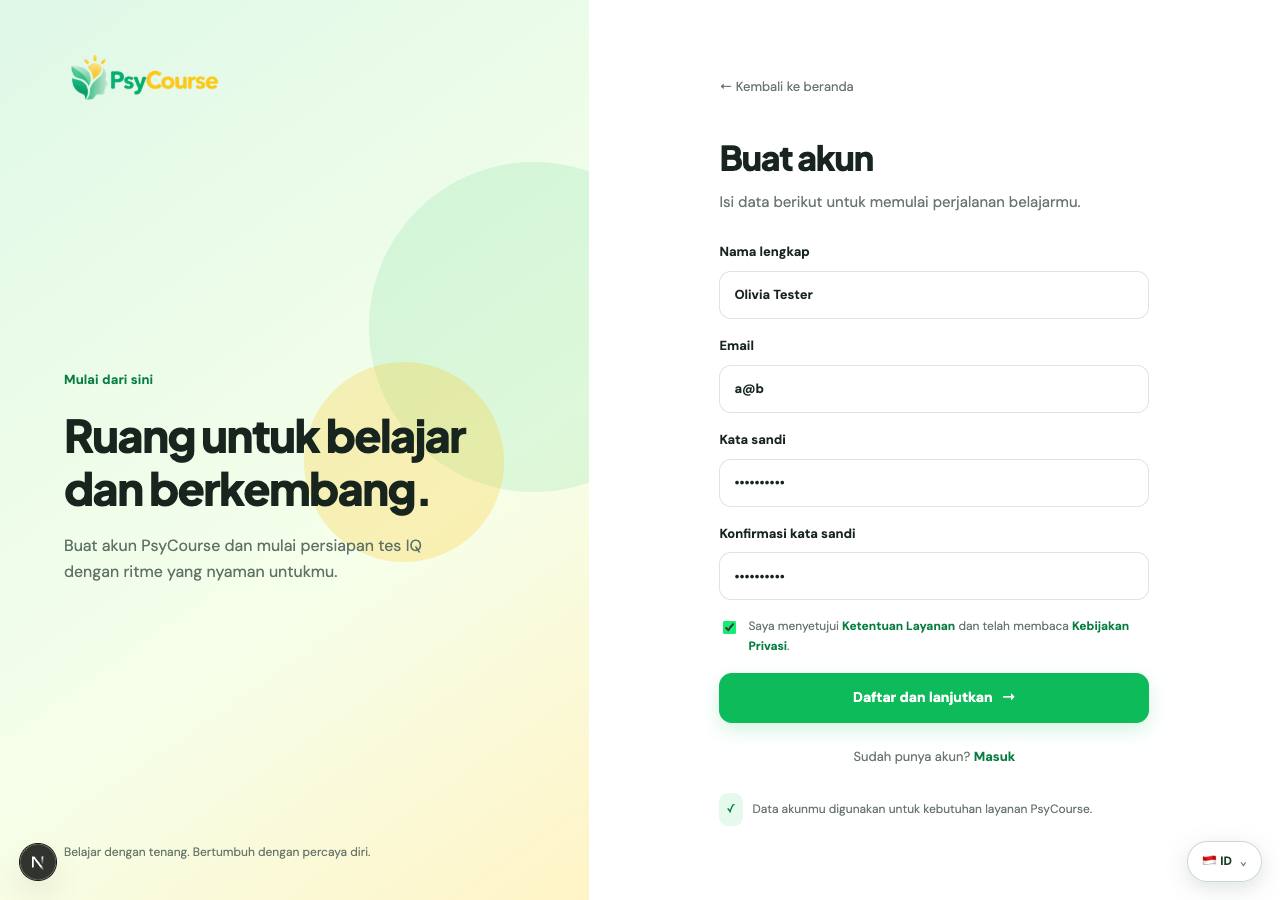 PsyCourse
Mulai dari sini
Ruang untuk belajar
dan berkembang.
Buat akun PsyCourse dan mulai persiapan tes IQ
dengan ritme yang nyaman untukmu.
Belajar dengan tenang. Bertumbuh dengan percaya diri.
N
← Kembali ke beranda
Buat akun
Isi data berikut untuk memulai perjalanan belajarmu.
Nama lengkap
Olivia Tester
Email
a@b
Kata sandi
••••••••••
Konfirmasi kata sandi
••••••••••
Saya menyetujui Ketentuan Layanan dan telah membaca Kebijakan
Privasi.
Daftar dan lanjutkan →
Sudah punya akun? Masuk
✓ Data akunmu digunakan untuk kebutuhan layanan PsyCourse.
🇮🇩 ID ⌄